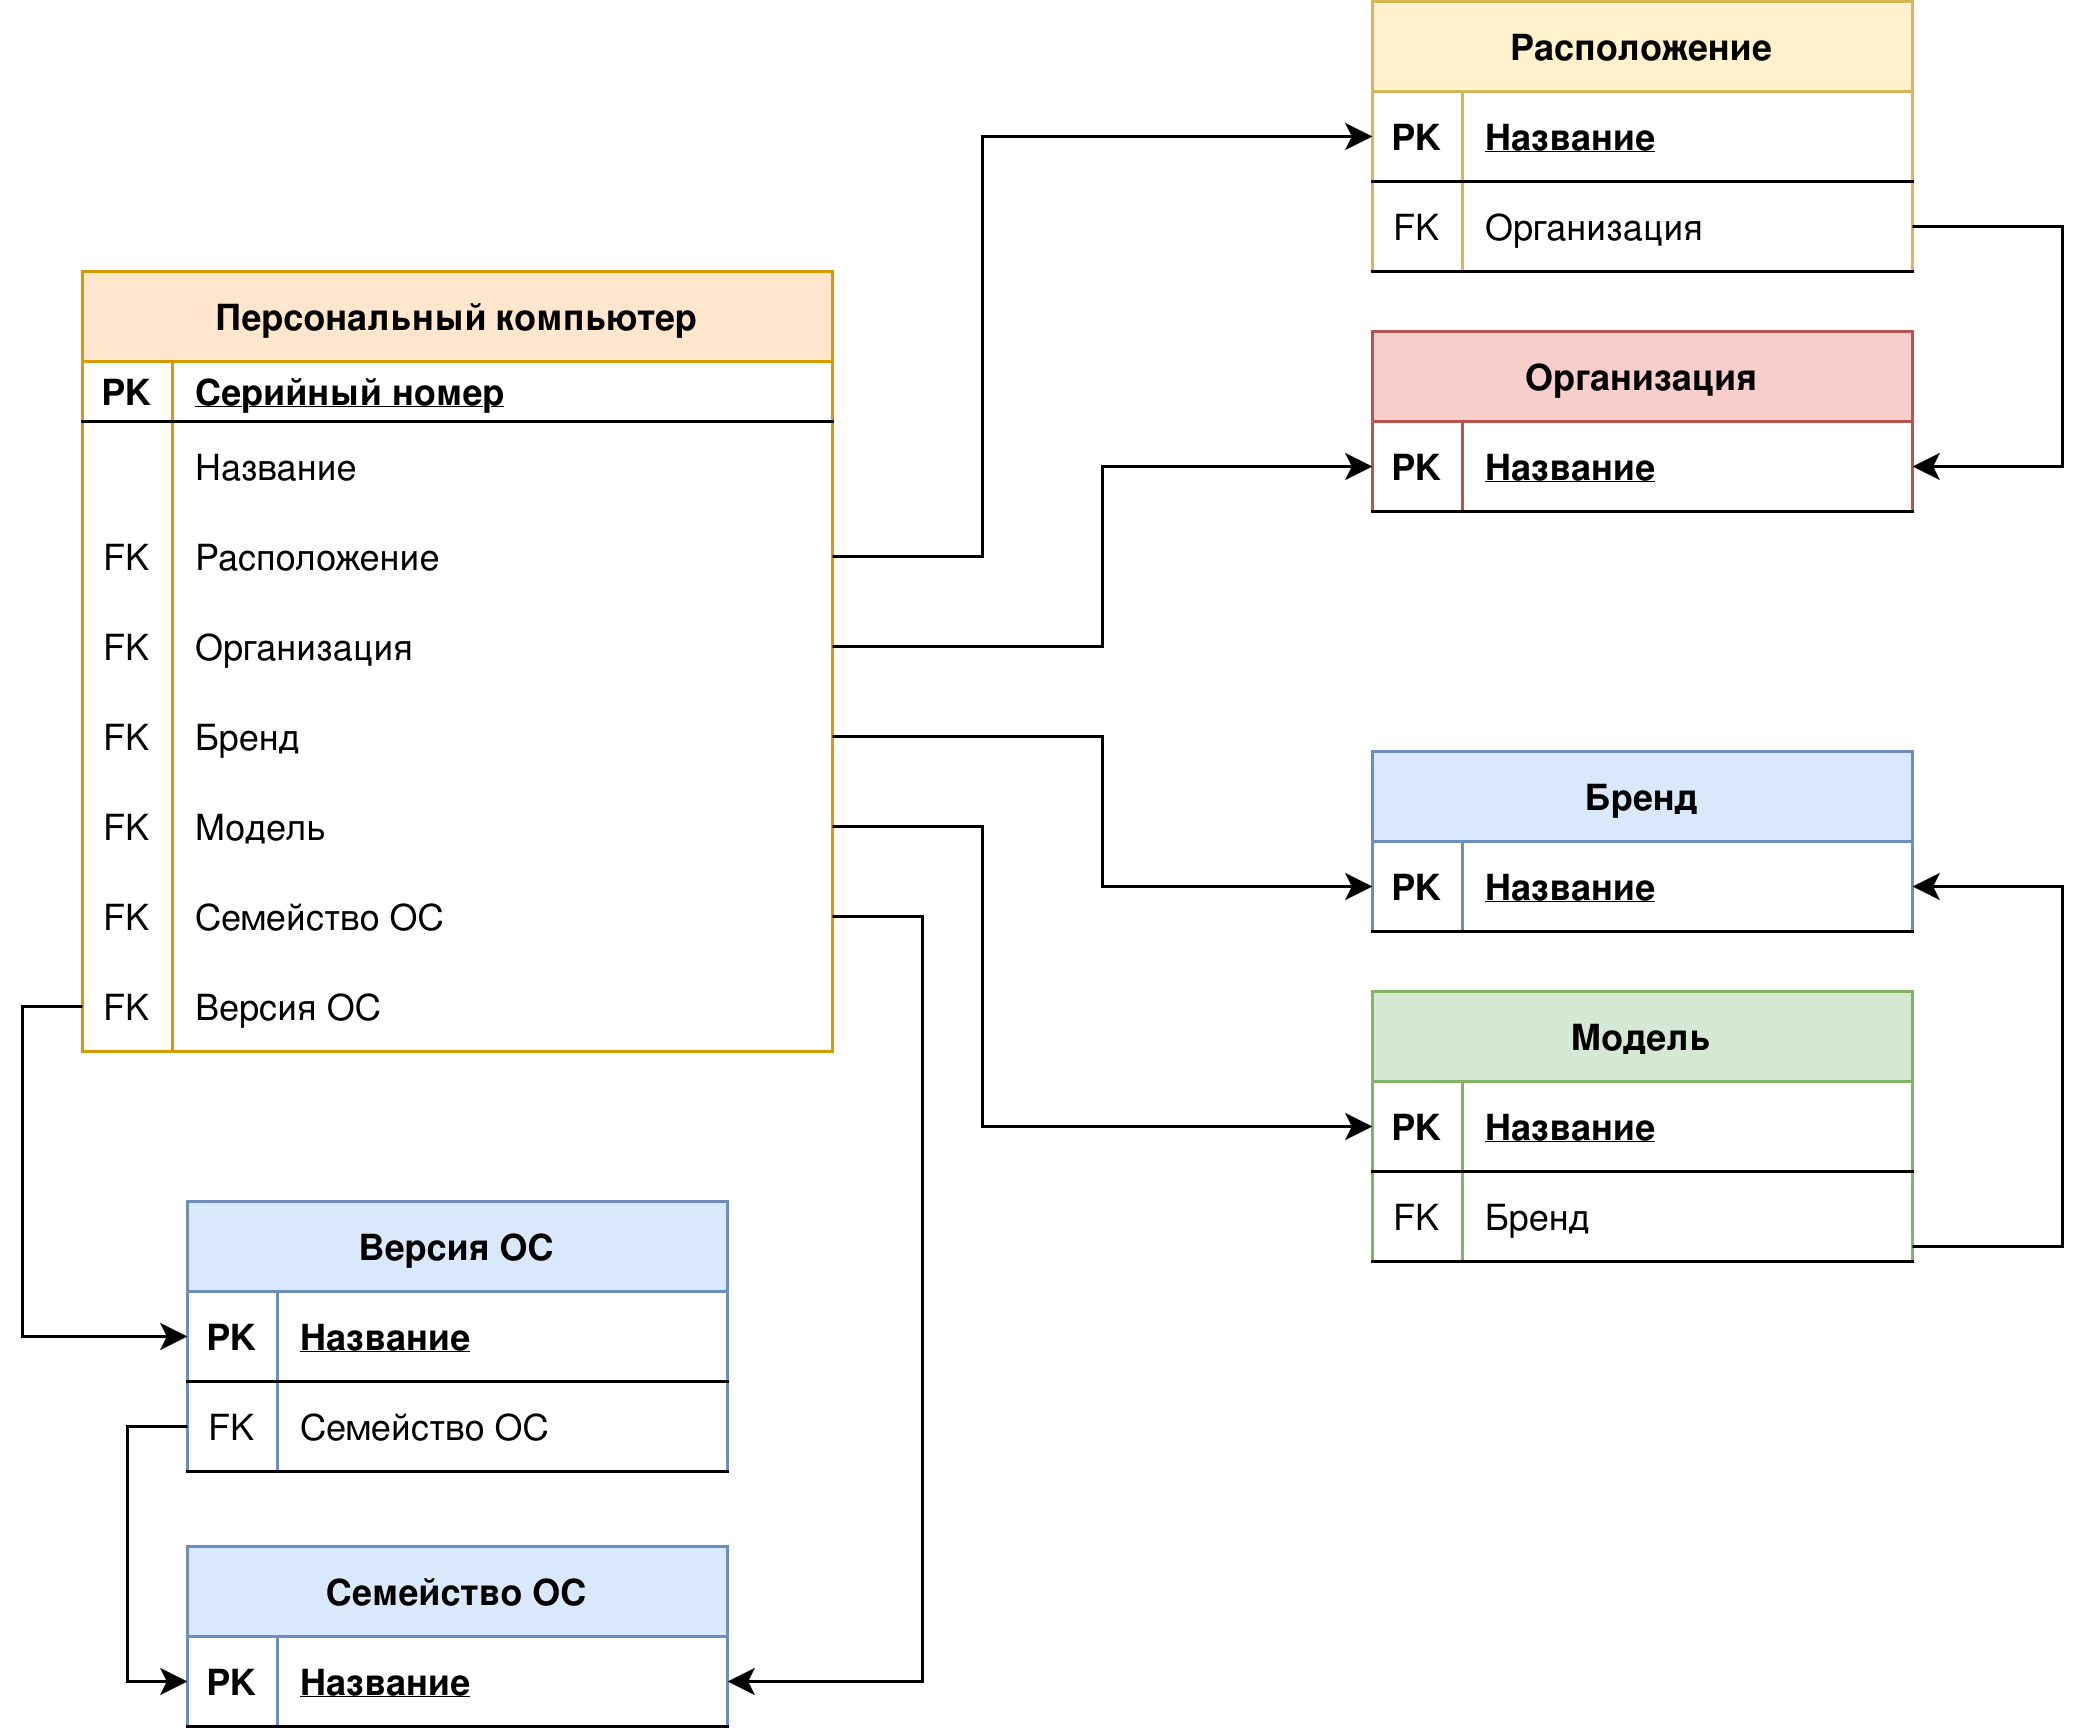 Расположение
PK Название
FK Организация
Персональный компьютер
PK Серийный номер
Название
FK Расположение
FK Организация
FK Бренд
FK Модель
FK Семейство ОС
FK Версия ОС
Организация
PK Название
Бренд
PK Название
Модель
PK Название
FK Бренд
Версия ОС
PK Название
FK Семейство ОС
Семейство ОС
PK Название